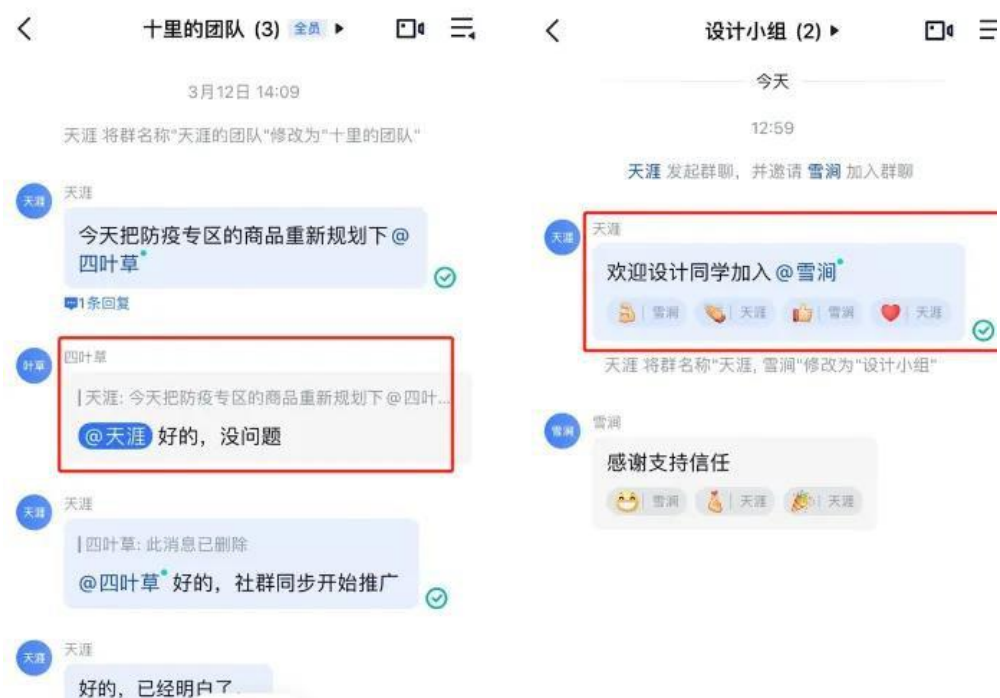 十里的团队 (3) 全员
3月12日 14:09
天涯 将群名称"天涯的团队"修改为"十里的团队"
天涯
天涯
今天把防疫专区的商品重新规划下@
四叶草
1条回复
叶草
四叶草
天涯: 今天把防疫专区的商品重新规划下@四叶...
@天涯 好的，没问题
天涯
天涯
四叶草: 此消息已删除
@四叶草 好的，社群同步开始推广
天涯
天涯
好的，已经明白了
设计小组 (2)
今天
12:59
天涯 发起群聊，并邀请 雪涧 加入群聊
天涯
天涯
欢迎设计同学加入@雪涧
雪涧 天涯 雪涧 天涯
天涯 将群名称"天涯, 雪涧"修改为"设计小组"
雪涧
雪涧
感谢支持信任
雪涧 天涯 天涯